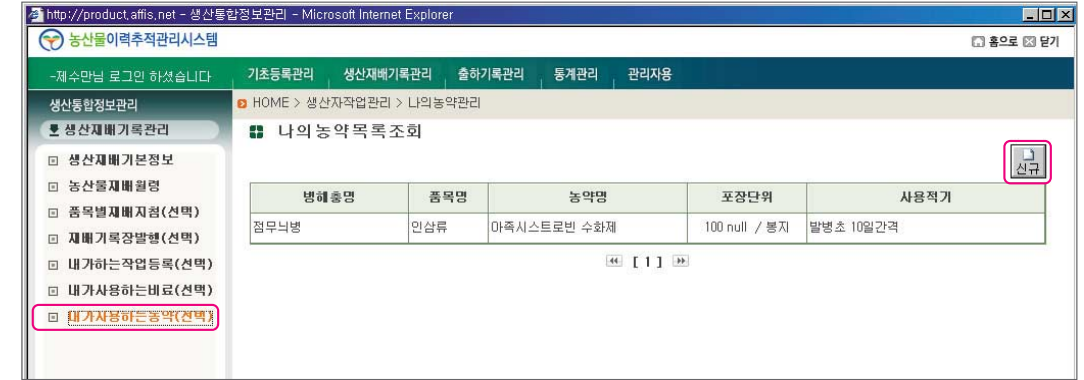 http://product.affis.net - 생산통합정보관리 - Microsoft Internet Explorer
농산물이력추적관리시스템
홈으로 닫기
-제수만님 로그인 하셨습니다
기초등록관리 생산재배기록관리 출하기록관리 통계관리 관리자용
생산통합정보관리
HOME > 생산자작업관리 > 나의농약관리
생산재배기록관리
나의농약목록조회
신규
생산재배기본정보
농산물재배월령
품목별재배지침(선택)
재배기록장발행(선택)
내가하는작업등록(선택)
내가사용하는비료(선택)
내가사용하는농약(선택)
병해충명 품목명 농약명 포장단위 사용적기
점무늬병 인삼류 아족시스트로빈 수화제 100 null / 봉지 발병초 10일간격
[ 1 ]